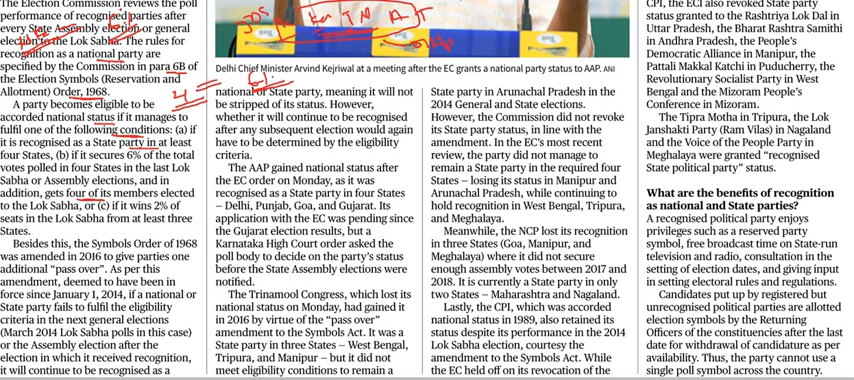 The Election Commission reviews the poll
performance of recognised parties after
every State Assembly election or general
election to the Lok Sabha. The rules for
recognition as a national party are
specified by the Commission in para 6B of
the Election Symbols (Reservation and
Allotment) Order, 1968.
A party becomes eligible to be
accorded national status if it manages to
fulfil one of the following conditions: (a) if
it is recognised as a State party in at least
four States, (b) if it secures 6% of the total
votes polled in four States in the last Lok
Sabha or Assembly elections, and in
addition, gets four of its members elected
to the Lok Sabha, or (c) if it wins 2% of
seats in the Lok Sabha from at least three
States.
Besides this, the Symbols Order of 1968
was amended in 2016 to give parties one
additional “pass over”. As per this
amendment, deemed to have been in
force since January 1, 2014, if a national or
State party fails to fulfil the eligibility
criteria in the next general elections
(March 2014 Lok Sabha polls in this case)
or the Assembly election after the
election in which it received recognition,
it will continue to be recognised as a
JDS
T N A T
Delhi Chief Minister Arvind Kejriwal at a meeting after the EC grants a national party status to AAP. ANI
national or State party, meaning it will not
be stripped of its status. However,
whether it will continue to be recognised
after any subsequent election would again
have to be determined by the eligibility
criteria.
The AAP gained national status after
the EC order on Monday, as it was
recognised as a State party in four States
– Delhi, Punjab, Goa, and Gujarat. Its
application with the EC was pending since
the Gujarat election results, but a
Karnataka High Court order asked the
poll body to decide on the party's status
before the State Assembly elections were
notified.
The Trinamool Congress, which lost its
national status on Monday, had gained it
in 2016 by virtue of the “pass over”
amendment to the Symbols Act. It was a
State party in three States – West Bengal,
Tripura, and Manipur – but it did not
meet eligibility conditions to remain a
State party in Arunachal Pradesh in the
2014 General and State elections.
However, the Commission did not revoke
its State party status, in line with the
amendment. In the EC's most recent
review, the party did not manage to
remain a State party in the required four
States – losing its status in Manipur and
Arunachal Pradesh, while continuing to
hold recognition in West Bengal, Tripura,
and Meghalaya.
Meanwhile, the NCP lost its recognition
in three States (Goa, Manipur, and
Meghalaya) where it did not secure
enough assembly votes between 2017 and
2018. It is currently a State party in only
two States – Maharashtra and Nagaland.
Lastly, the CPI, which was accorded
national status in 1989, also retained its
status despite its performance in the 2014
Lok Sabha election, courtesy the
amendment to the Symbols Act. While
the EC held off on its revocation of the
CPI, the ECI also revoked State party
status granted to the Rashtriya Lok Dal in
Uttar Pradesh, the Bharat Rashtra Samithi
in Andhra Pradesh, the People's
Democratic Alliance in Manipur, the
Pattali Makkal Katchi in Puducherry, the
Revolutionary Socialist Party in West
Bengal and the Mizoram People's
Conference in Mizoram.
The Tipra Motha in Tripura, the Lok
Janshakti Party (Ram Vilas) in Nagaland
and the Voice of the People Party in
Meghalaya were granted “recognised
State political party” status.
What are the benefits of recognition
as national and State parties?
A recognised political party enjoys
privileges such as a reserved party
symbol, free broadcast time on State-run
television and radio, consultation in the
setting of election dates, and giving input
in setting electoral rules and regulations.
Candidates put up by registered but
unrecognised political parties are allotted
election symbols by the Returning
Officers of the constituencies after the last
date for withdrawal of candidature as per
availability. Thus, the party cannot use a
single poll symbol across the country.